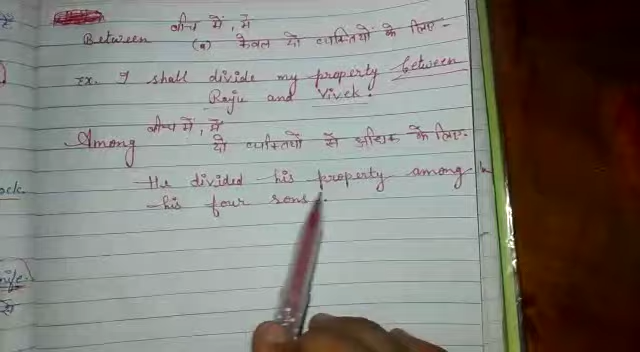 बीच में, में
Between (a) केवल दो व्यक्तियों के लिए -
Ex. I shall divide my property between
Raju and Vivek.
बीच में, में
Among दो व्यक्तियों से अधिक के लिए.
He divided his property among
his four sons.
ock.